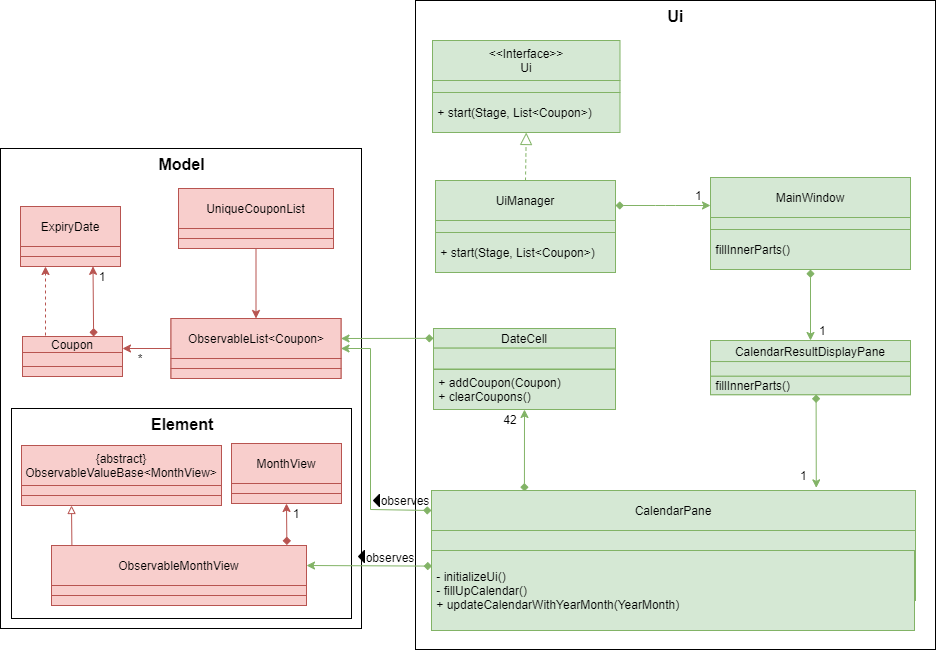 Ui
<<Interface>>
Ui
+ start(Stage, List<Coupon>)
UiManager
+ start(Stage, List<Coupon>)
1
MainWindow
fillInnerParts()
1
CalendarResultDisplayPane
fillInnerParts()
1
DateCell
+ addCoupon(Coupon)
+ clearCoupons()
42
CalendarPane
- initializeUi()
- fillUpCalendar()
+ updateCalendarWithYearMonth(YearMonth)
observes
observes
Model
ExpiryDate
1
UniqueCouponList
Coupon
*
ObservableList<Coupon>
Element
{abstract}
ObservableValueBase<MonthView>
MonthView
1
ObservableMonthView